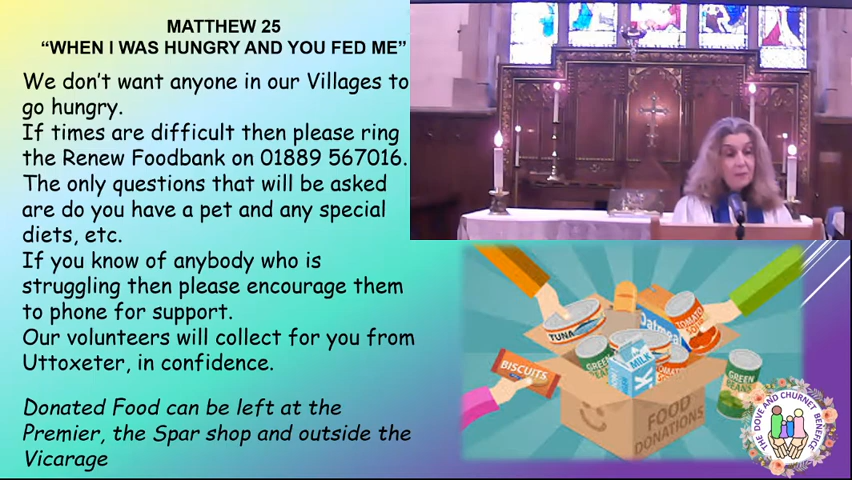 MATTHEW 25
“WHEN I WAS HUNGRY AND YOU FED ME”
We don’t want anyone in our Villages to
go hungry.
If times are difficult then please ring
the Renew Foodbank on 01889 567016.
The only questions that will be asked
are do you have a pet and any special
diets, etc.
If you know of anybody who is
struggling then please encourage them
to phone for support.
Our volunteers will collect for you from
Uttoxeter, in confidence.
Donated Food can be left at the
Premier, the Spar shop and outside the
Vicarage
TUNA
Oatmeal
TOMATO
GREEN
MILK
BISCUITS
GREEN
FOOD
DONATIONS
THE DOVE AND CHURNET BENEFICE